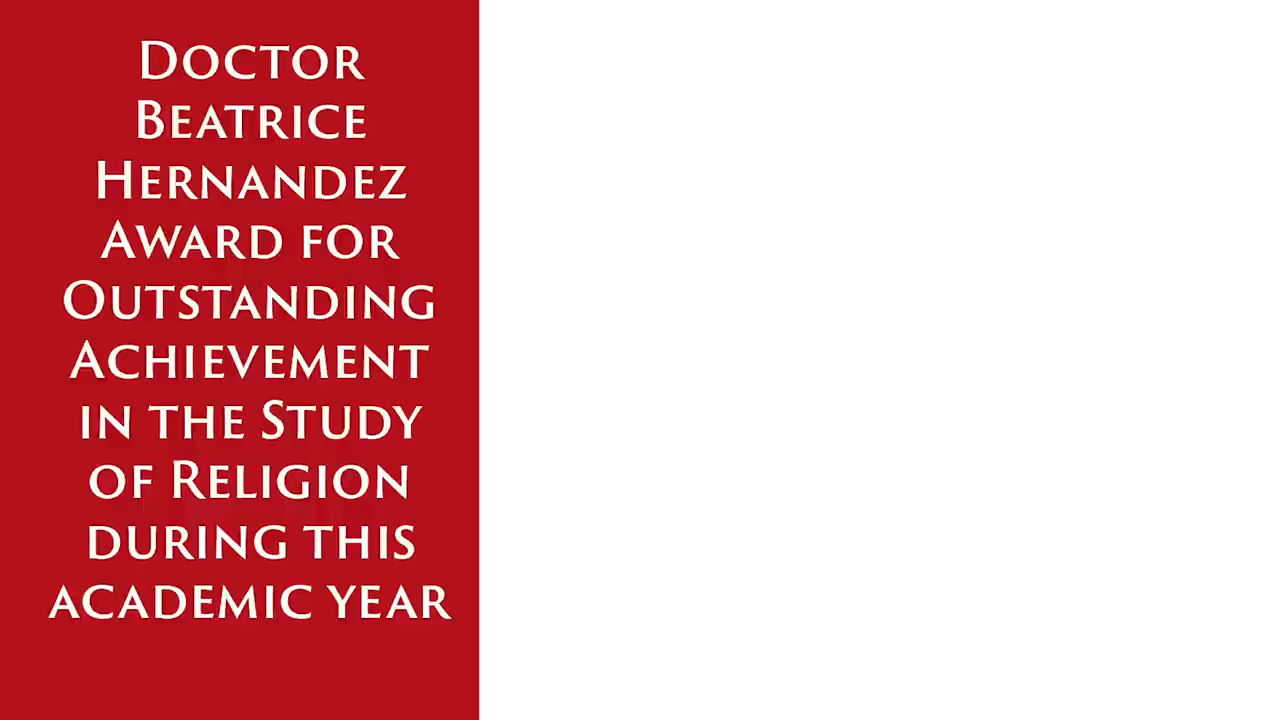 Doctor
Beatrice
Hernandez
Award for
Outstanding
Achievement
in the Study
of Religion
during this
academic year